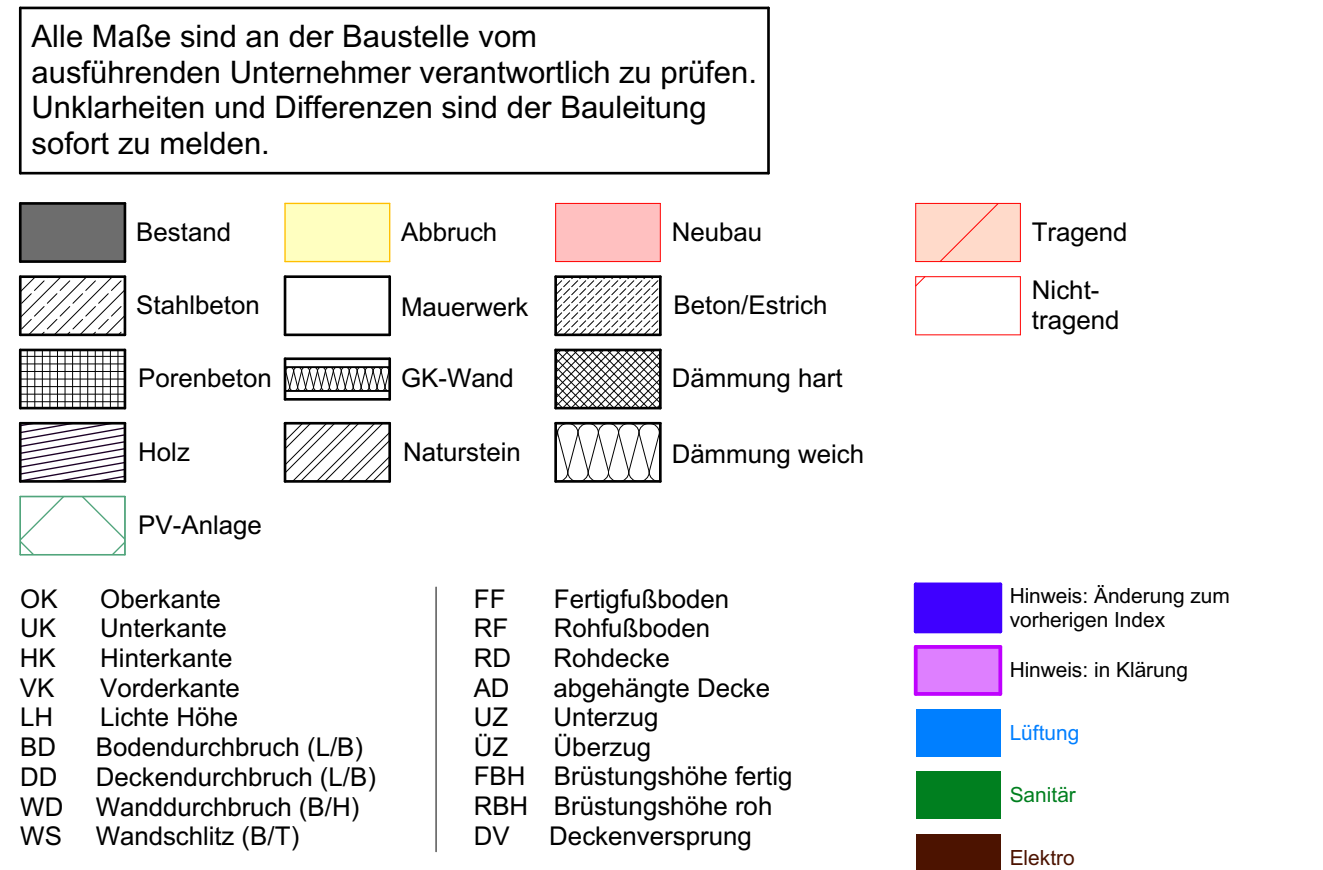 Alle Maße sind an der Baustelle vom
ausführenden Unternehmer verantwortlich zu prüfen.
Unklarheiten und Differenzen sind der Bauleitung
sofort zu melden.
Bestand
Abbruch
Neubau
Tragend
Stahlbeton
Mauerwerk
Beton/Estrich
Nicht-
tragend
Porenbeton
GK-Wand
Dämmung hart
Holz
Naturstein
Dämmung weich
PV-Anlage
OK Oberkante
UK Unterkante
HK Hinterkante
VK Vorderkante
LH Lichte Höhe
BD Bodendurchbruch (L/B)
DD Deckendurchbruch (L/B)
WD Wanddurchbruch (B/H)
WS Wandschlitz (B/T)
FF Fertigfußboden
RF Rohfußboden
RD Rohdecke
AD abgehängte Decke
UZ Unterzug
ÜZ Überzug
FBH Brüstungshöhe fertig
RBH Brüstungshöhe roh
DV Deckenversprung
Hinweis: Änderung zum
vorherigen Index
Hinweis: in Klärung
Lüftung
Sanitär
Elektro